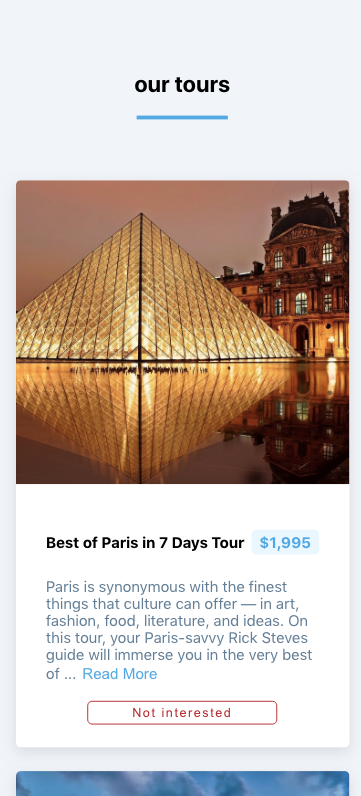 our tours
Best of Paris in 7 Days Tour $1,995
Paris is synonymous with the finest
things that culture can offer — in art,
fashion, food, literature, and ideas. On
this tour, your Paris-savvy Rick Steves
guide will immerse you in the very best
of ... Read More
Not interested